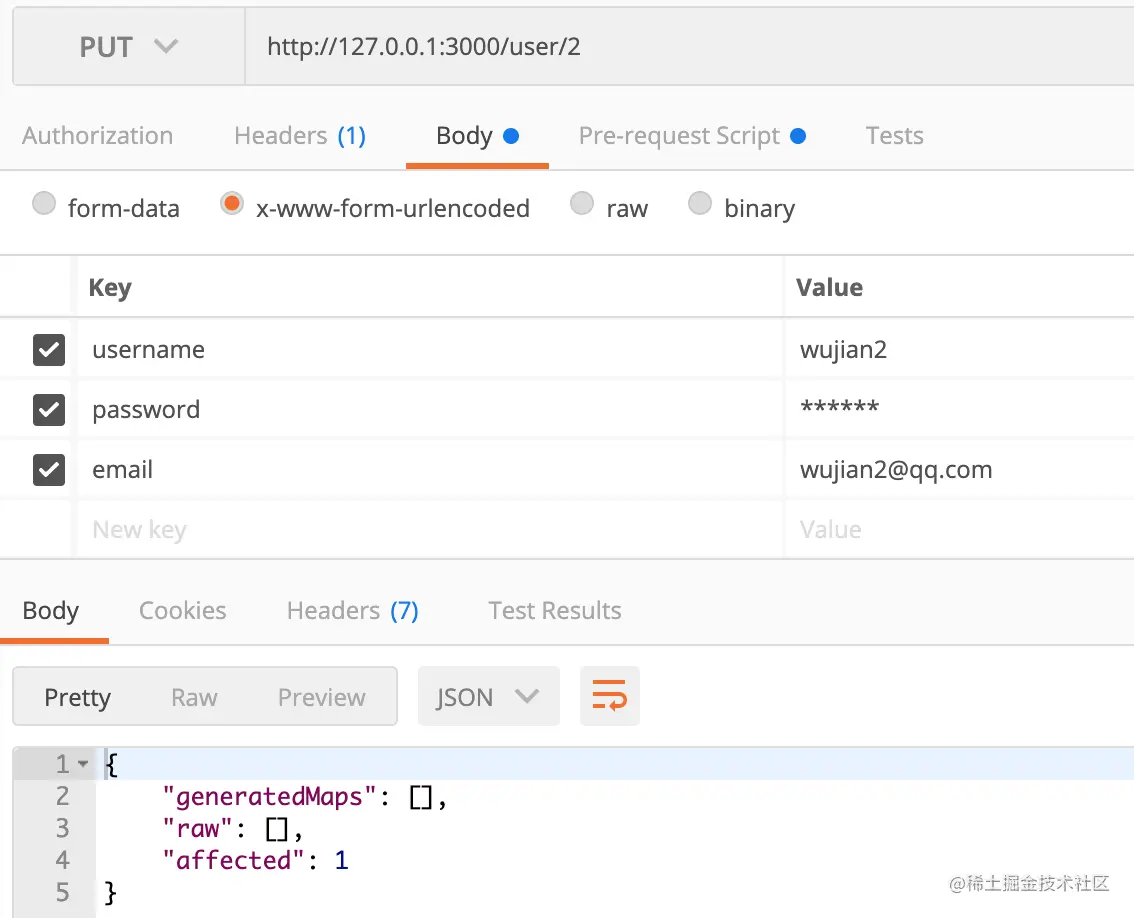 PUT http://127.0.0.1:3000/user/2
Authorization Headers (1) Body Pre-request Script Tests
form-data x-www-form-urlencoded raw binary
Key Value
username wujian2
password ******
email wujian2@qq.com
New key Value
Body Cookies Headers (7) Test Results
Pretty Raw Preview JSON
1 {
2 "generatedMaps": [],
3 "raw": [],
4 "affected": 1
5 }
@稀土掘金技术社区